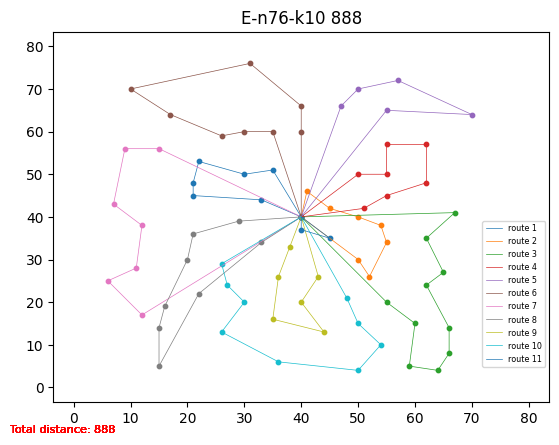 E-n76-k10 888
80
70
60
50
40
30
20
10
0
route 1
route 2
route 3
route 4
route 5
route 6
route 7
route 8
route 9
route 10
route 11
0 10 20 30 40 50 60 70 80
Total distance: 888